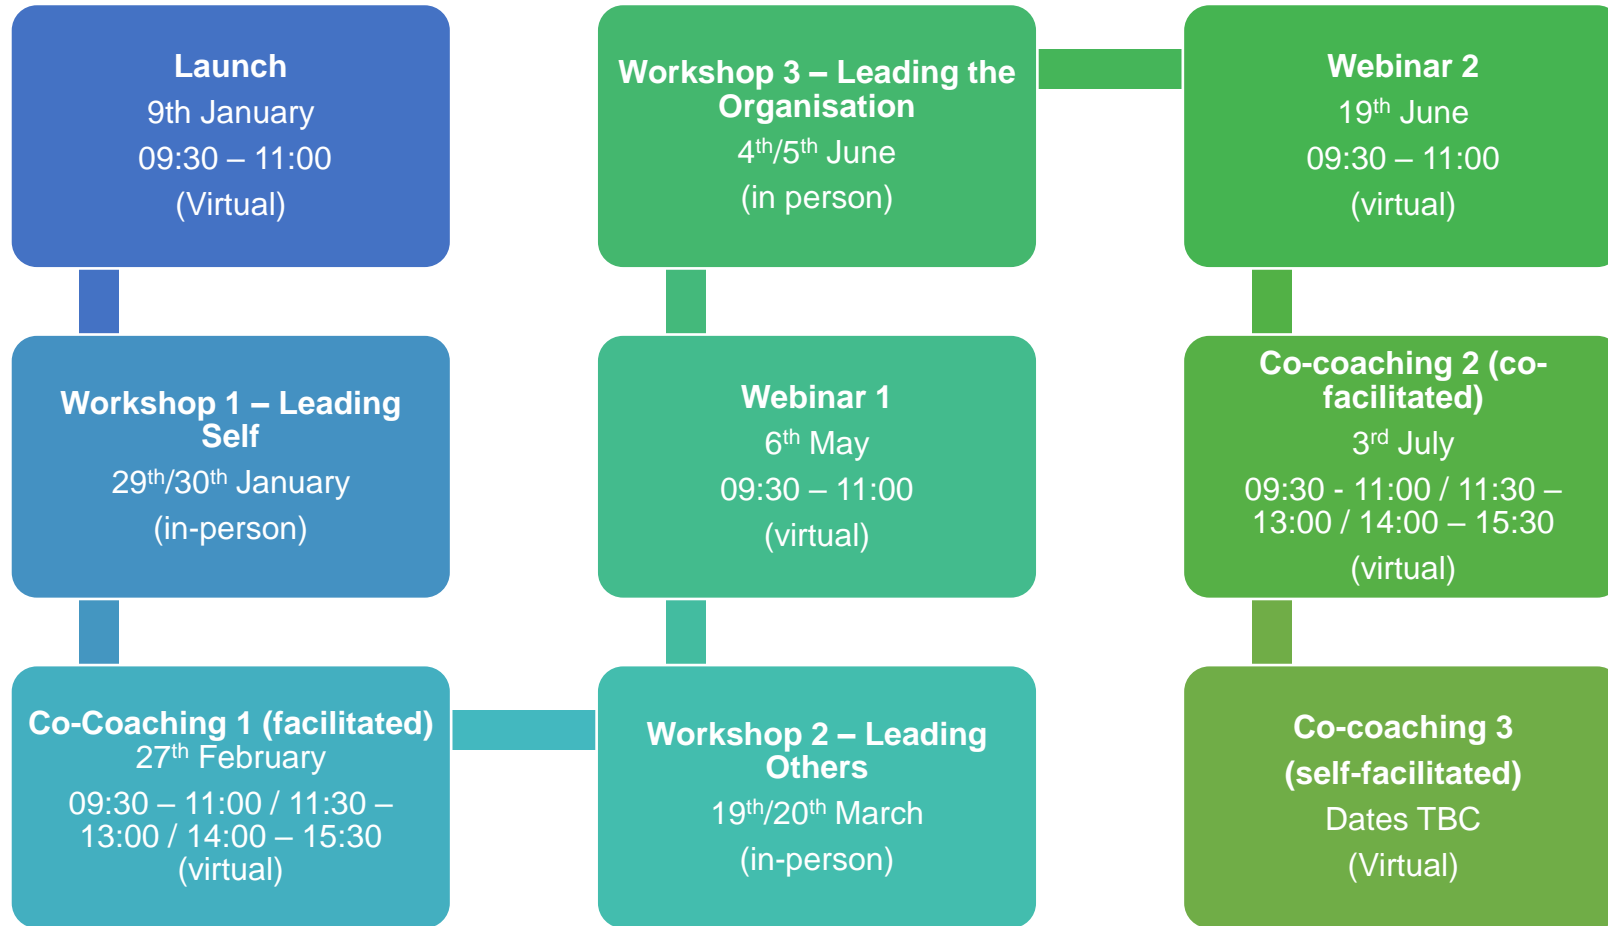 Launch
9th January
09:30 – 11:00
(Virtual)
Workshop 1 – Leading
Self
29th/30th January
(in-person)
Co-Coaching 1 (facilitated)
27th February
09:30 – 11:00 / 11:30 –
13:00 / 14:00 – 15:30
(virtual)
Workshop 2 – Leading
Others
19th/20th March
(in-person)
Webinar 1
6th May
09:30 – 11:00
(virtual)
Workshop 3 – Leading the
Organisation
4th/5th June
(in person)
Webinar 2
19th June
09:30 – 11:00
(virtual)
Co-coaching 2 (co-
facilitated)
3rd July
09:30 - 11:00 / 11:30 –
13:00 / 14:00 – 15:30
(virtual)
Co-coaching 3
(self-facilitated)
Dates TBC
(Virtual)